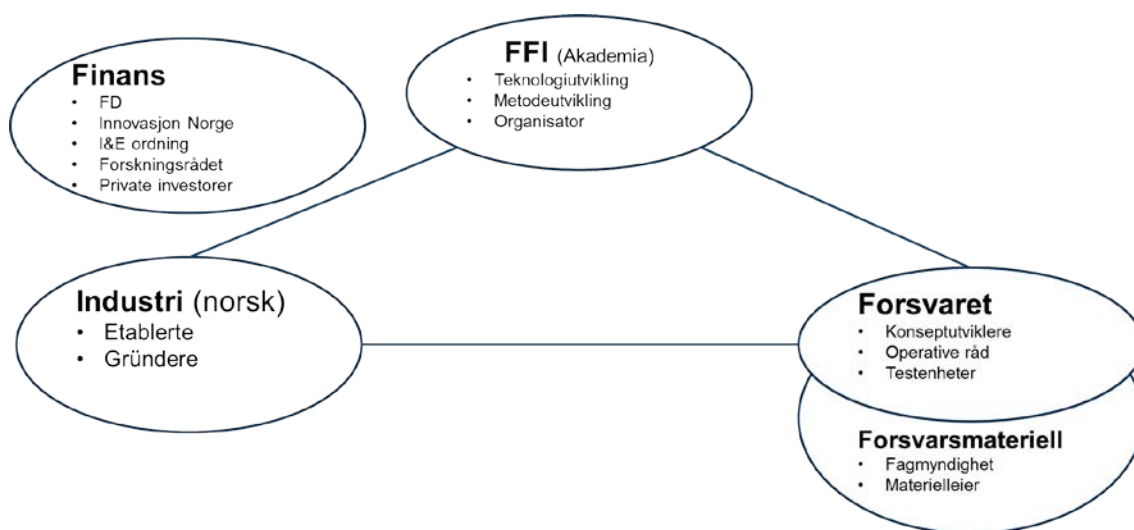 Finans
• FD
• Innovasjon Norge
• I&E ordning
• Forskningsrådet
• Private investorer
FFI (Akademia)
• Teknologiutvikling
• Metodeutvikling
• Organisator
Industri (norsk)
• Etablerte
• Gründere
Forsvaret
• Konseptutviklere
• Operative råd
• Testenheter
Forsvarsmateriell
• Fagmyndighet
• Materielleier